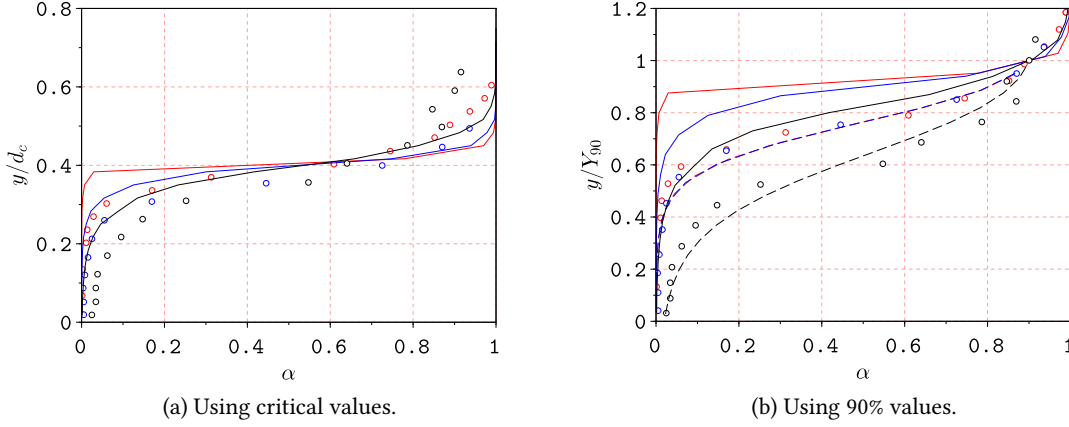 0.8
0.6
0.4
0.2
0
0 0.2 0.4 0.6 0.8 1
y/d_c
α
(a) Using critical values.
1.2
1
0.8
0.6
0.4
0.2
0
0 0.2 0.4 0.6 0.8 1
y/Y_90
α
(b) Using 90% values.